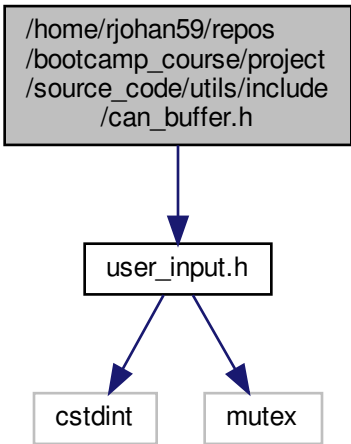 /home/rjohan59/repos
/bootcamp_course/project
/source_code/utils/include
/can_buffer.h
user_input.h
cstdint
mutex